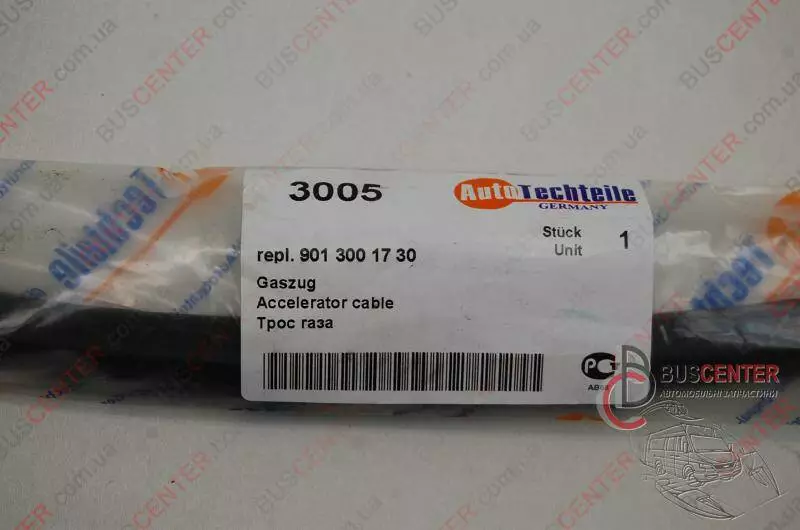 3005
AutoTechteile
GERMANY
Stück
Unit
1
repl. 901 300 17 30
Gaszug
Accelerator cable
Трос газа
BUSCENTER
АВТОМОБІЛЬНІ ЗАПЧАСТИНИ
BUSCENTER.com.ua